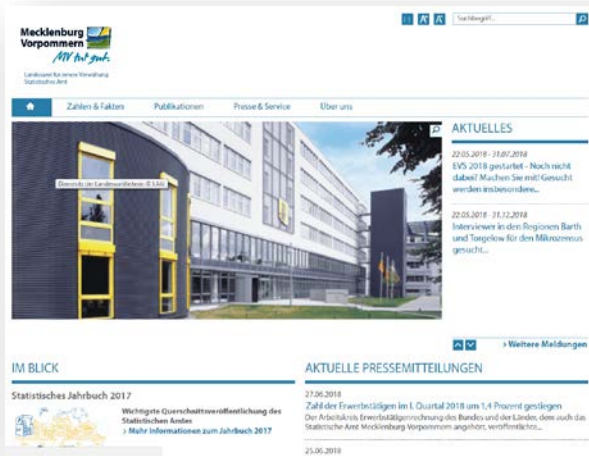 Mecklenburg
Vorpommern
MV tut gut.
Landesamt für innere Verwaltung
Statistisches Amt
Suchbegriff...
Zahlen & Fakten
Publikationen
Presse & Service
Über uns
AKTUELLES
22.05.2018 - 31.07.2018
EVS 2018 gestartet - Noch nicht
dabei? Machen Sie mit! Gesucht
werden insbesondere...
22.05.2018 - 31.12.2018
Interviewer in den Regionen Barth
und Torgelow für den Mikrozensus
gesucht...
› Weitere Meldungen
IM BLICK
Statistisches Jahrbuch 2017
Wichtigste Querschnittsveröffentlichung des
Statistischen Amtes
› Mehr Informationen zum Jahrbuch 2017
AKTUELLE PRESSEMITTEILUNGEN
27.06.2018
Zahl der Erwerbstätigen im I. Quartal 2018 um 1,4 Prozent gestiegen
Der Arbeitskreis Erwerbstätigenrechnung des Bundes und der Länder, dem auch das
Statistische Amt Mecklenburg-Vorpommern angehört, veröffentlichte...
25.06.2018